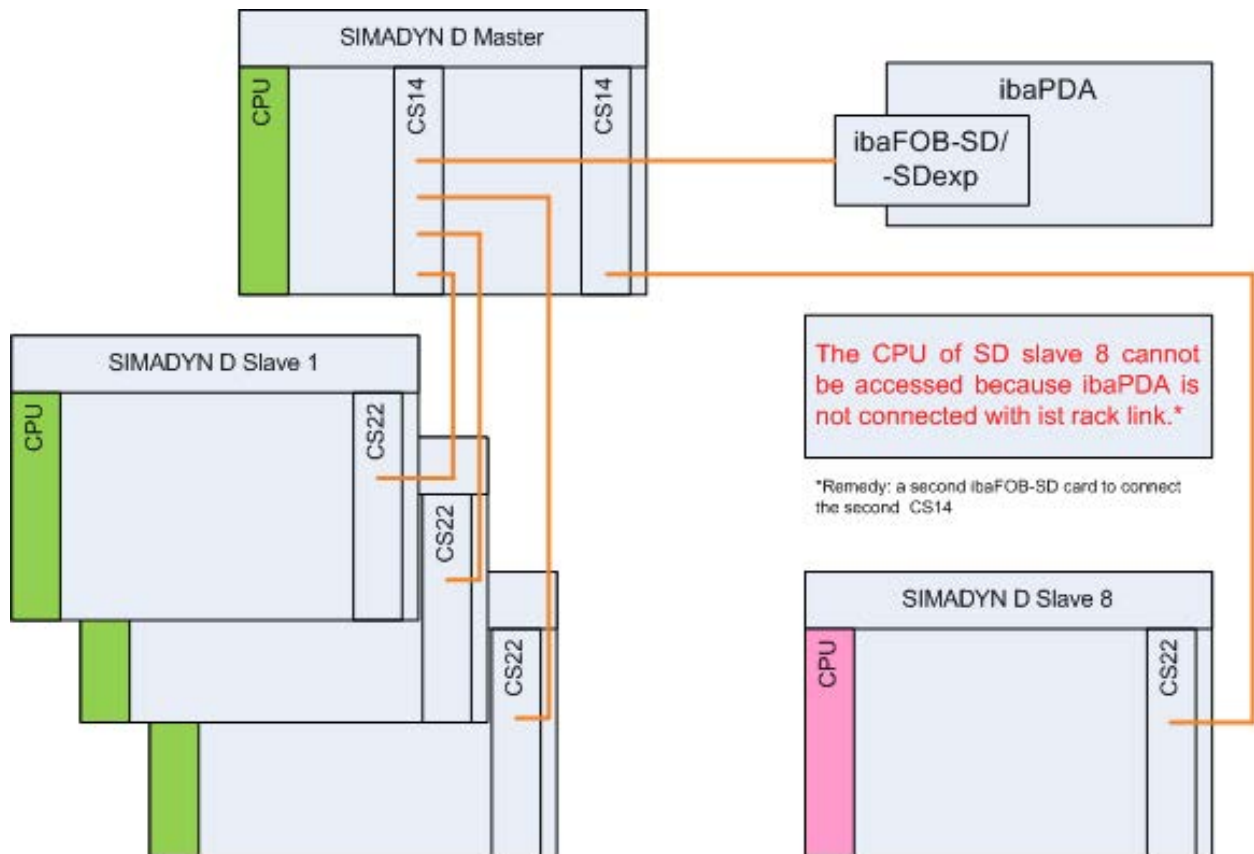 SIMADYN D Master
CPU
CS14
CS14
ibaPDA
ibaFOB-SD/
-SDexp
SIMADYN D Slave 1
CPU
CS22
CS22
CS22
The CPU of SD slave 8 cannot
be accessed because ibaPDA is
not connected with ist rack link.*
*Remedy: a second ibaFOB-SD card to connect
the second CS14
SIMADYN D Slave 8
CPU
CS22